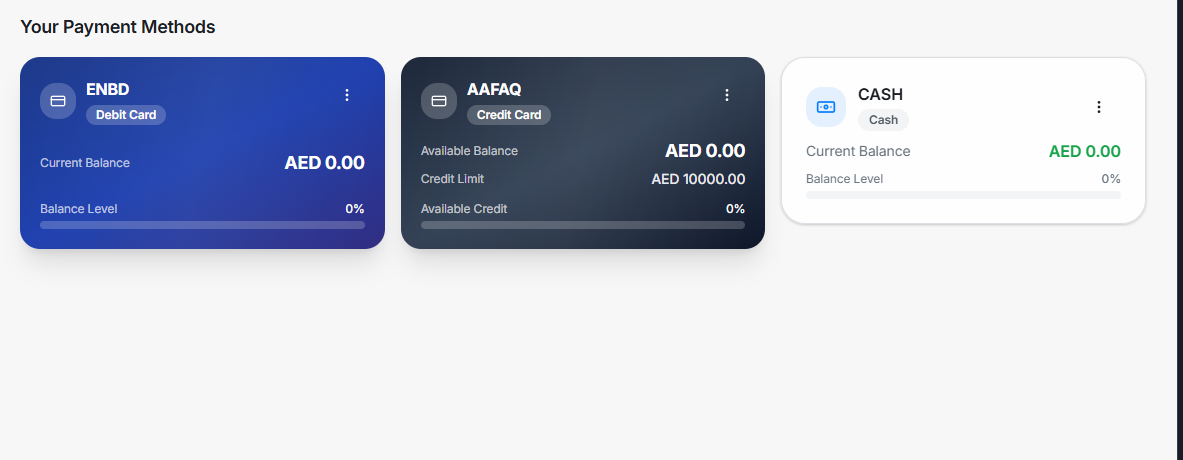 Your Payment Methods
ENBD
Debit Card
Current Balance AED 0.00
Balance Level 0%
AAFAQ
Credit Card
Available Balance AED 0.00
Credit Limit AED 10000.00
Available Credit 0%
CASH
Cash
Current Balance AED 0.00
Balance Level 0%